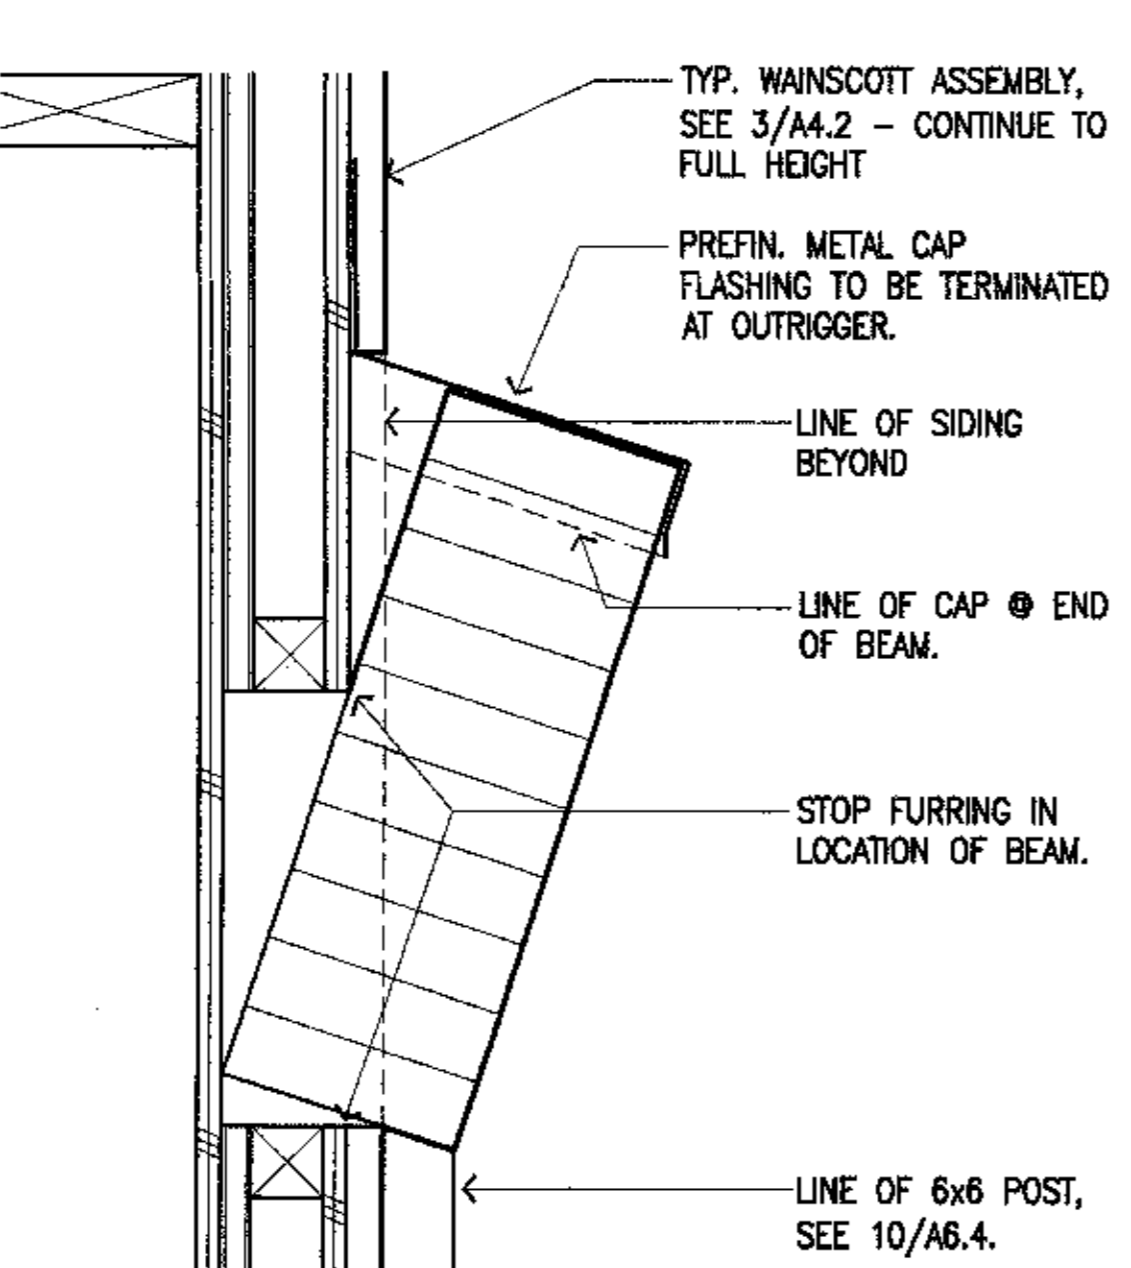 TYP. WAINSCOTT ASSEMBLY,
SEE 3/A4.2 – CONTINUE TO
FULL HEIGHT
PREFIN. METAL CAP
FLASHING TO BE TERMINATED
AT OUTRIGGER.
LINE OF SIDING
BEYOND
LINE OF CAP @ END
OF BEAM.
STOP FURRING IN
LOCATION OF BEAM.
LINE OF 6x6 POST,
SEE 10/A6.4.